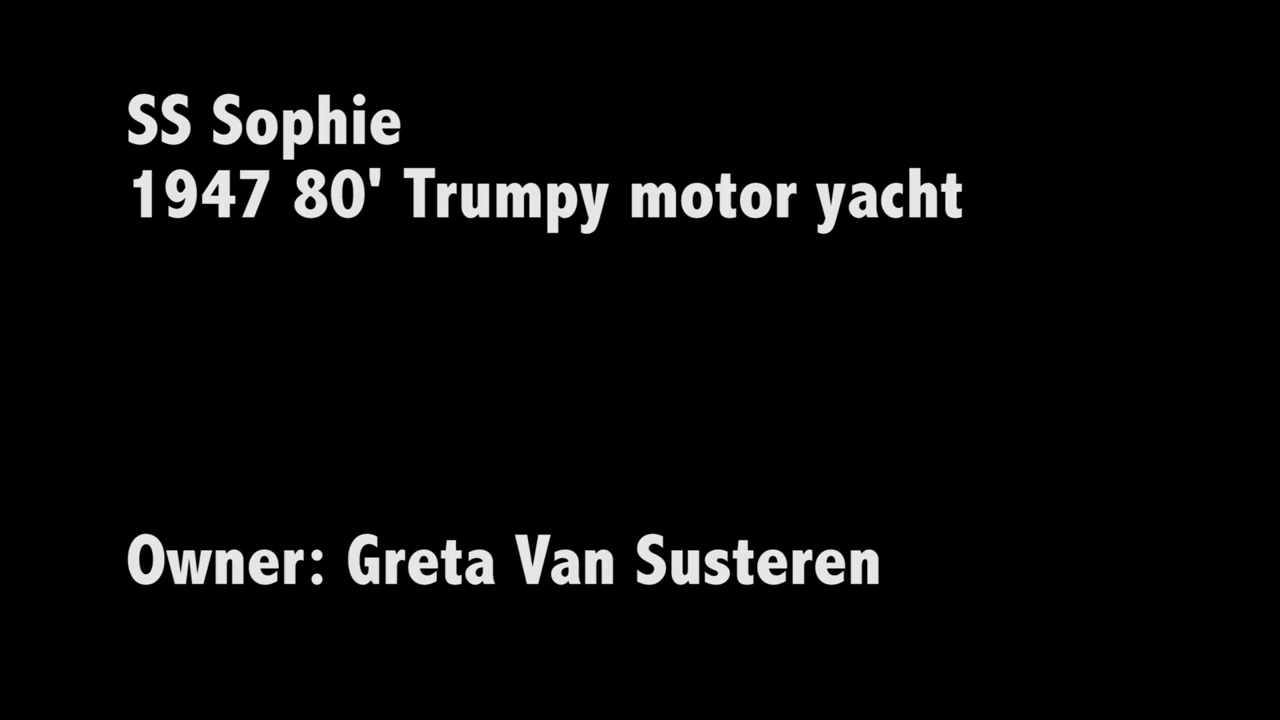 SS Sophie
1947 80' Trumpy motor yacht
Owner: Greta Van Susteren